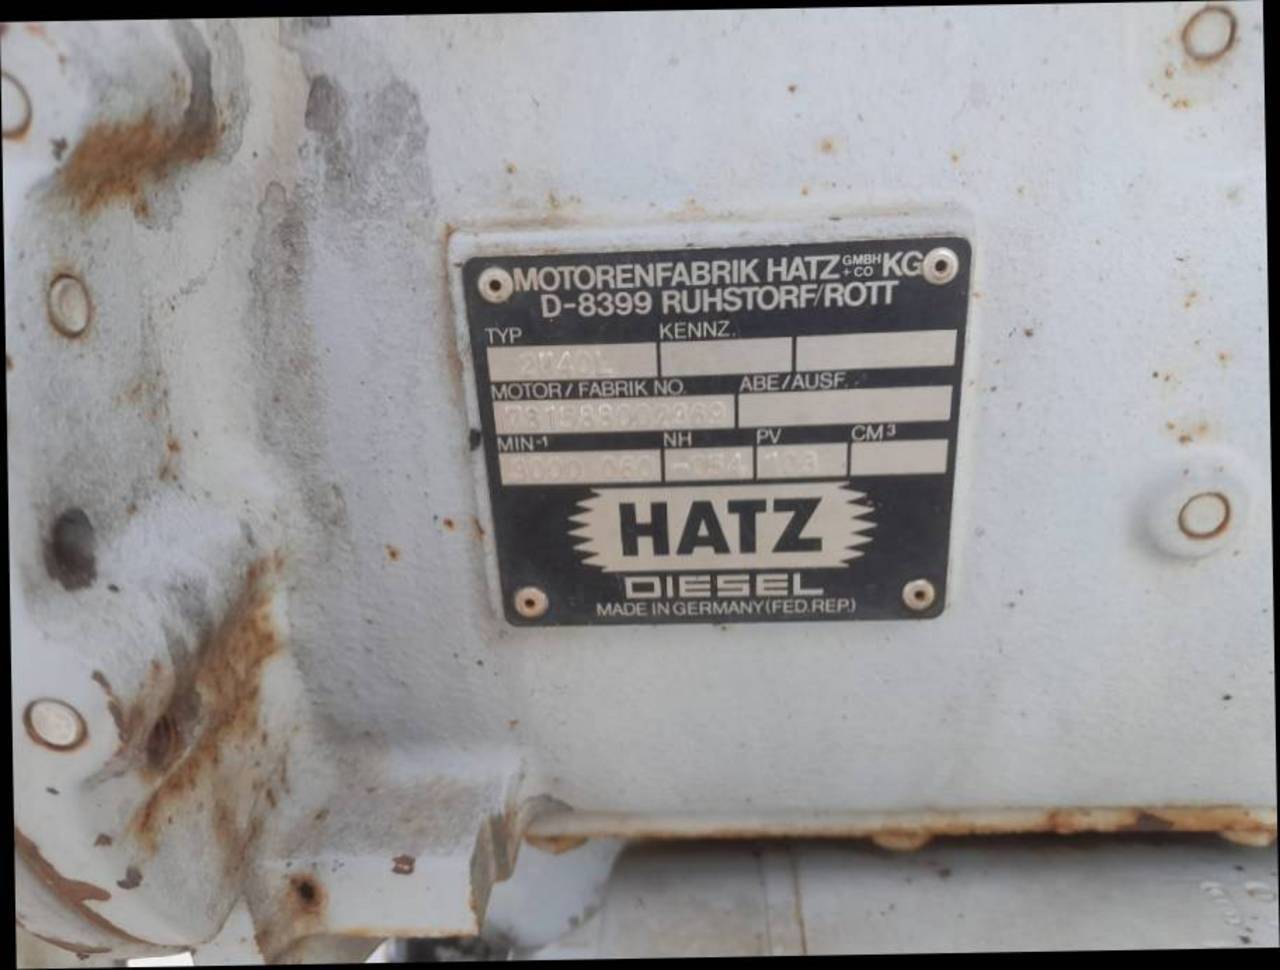 MOTORENFABRIK HATZ GMBH + CO KG
D-8399 RUHSTORF/ROTT
TYP KENNZ.
MOTOR / FABRIK NO. ABE/AUSF.
MIN-1 NH PV CM³
3000
HATZ
DIESEL
MADE IN GERMANY (FED.REP.)